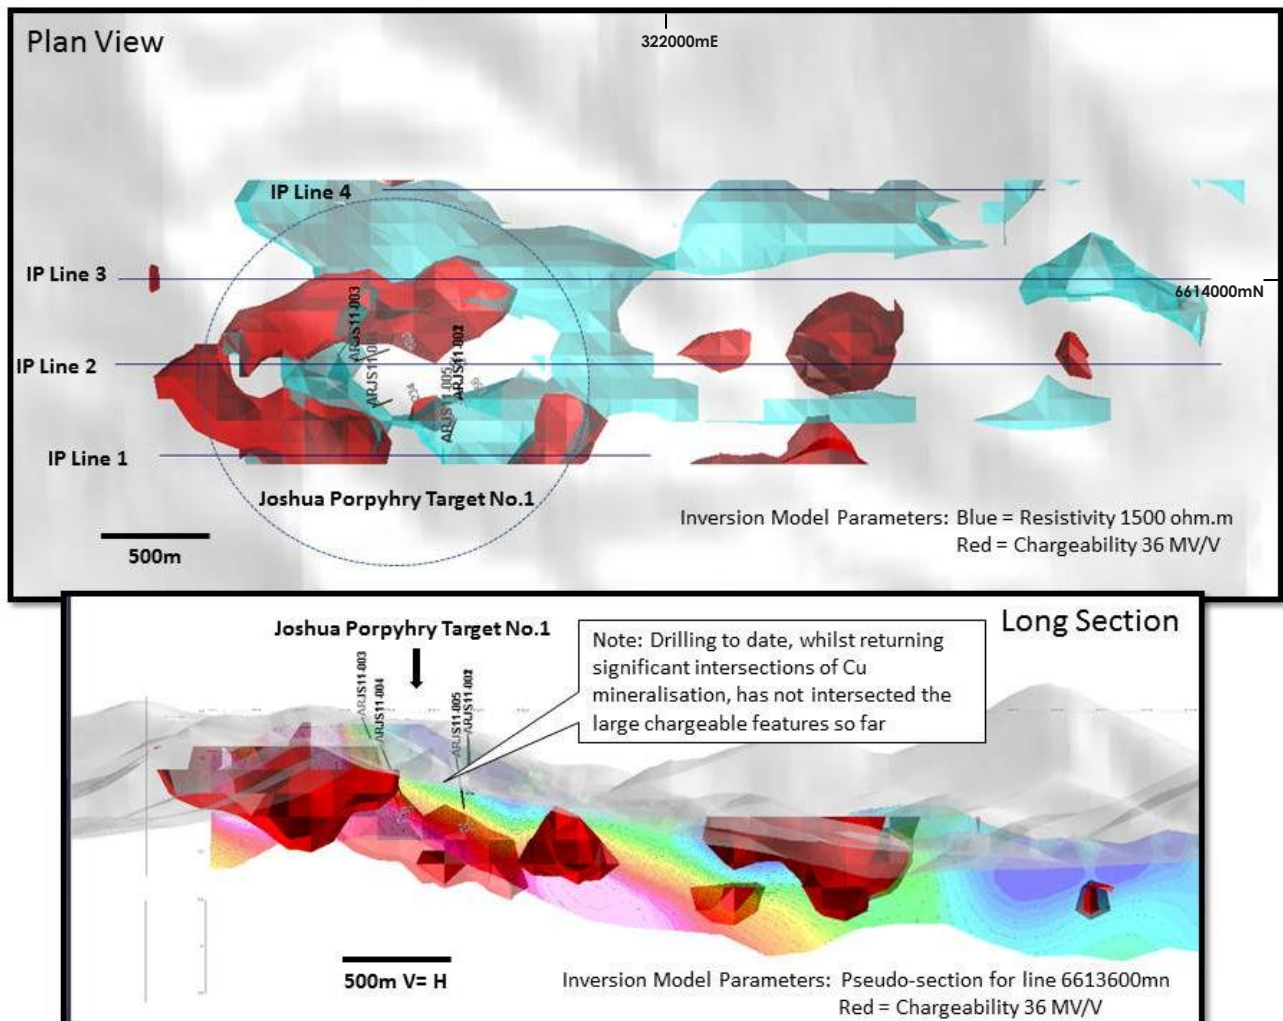 Plan View
322000mE
IP Line 4
IP Line 3
6614000mN
ARJS11-003
ARJS11-002
IP Line 2
ARJS11-005
IP Line 1
Joshua Porpyhry Target No.1
500m
Inversion Model Parameters: Blue = Resistivity 1500 ohm.m
Red = Chargeability 36 MV/V
Long Section
Joshua Porpyhry Target No.1
Note: Drilling to date, whilst returning
significant intersections of Cu
mineralisation, has not intersected the
large chargeable features so far
ARJS11-003
ARJS11-004
ARJS11-005
ARJS11-002
500m V= H
Inversion Model Parameters: Pseudo-section for line 6613600mn
Red = Chargeability 36 MV/V